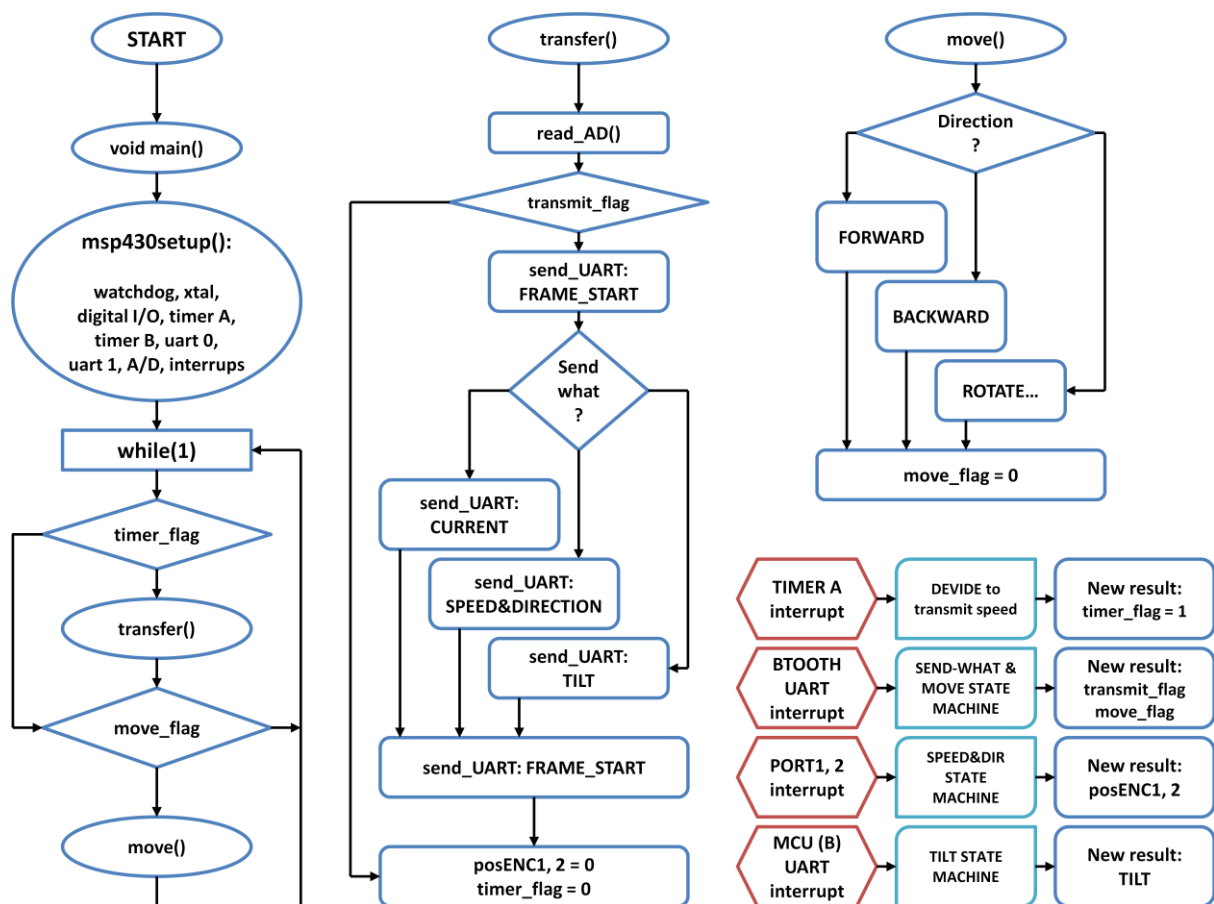 START
void main()
msp430setup():
watchdog, xtal,
digital I/O, timer A,
timer B, uart 0,
uart 1, A/D, interrups
while(1)
timer_flag
transfer()
move_flag
move()
transfer()
read_AD()
transmit_flag
send_UART:
FRAME_START
Send
what
?
send_UART:
CURRENT
send_UART:
SPEED&DIRECTION
send_UART:
TILT
send_UART: FRAME_START
posENC1, 2 = 0
timer_flag = 0
move()
Direction
?
FORWARD
BACKWARD
ROTATE...
move_flag = 0
TIMER A
interrupt
DEVIDE to
transmit speed
New result:
timer_flag = 1
BTOOTH
UART
interrupt
SEND-WHAT &
MOVE STATE
MACHINE
New result:
transmit_flag
move_flag
PORT1, 2
interrupt
SPEED&DIR
STATE
MACHINE
New result:
posENC1, 2
MCU (B)
UART
interrupt
TILT STATE
MACHINE
New result:
TILT